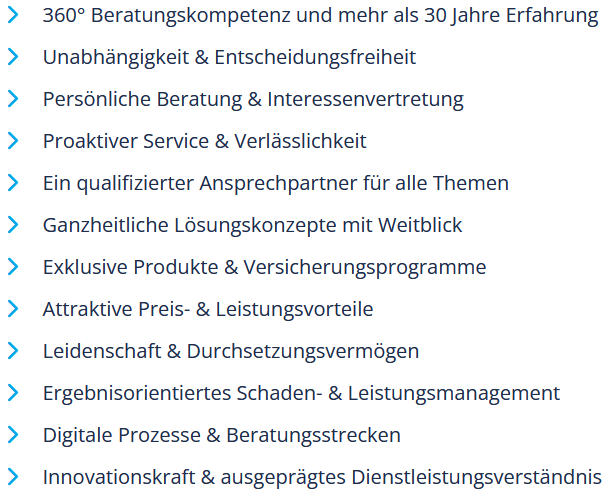 360° Beratungskompetenz und mehr als 30 Jahre Erfahrung
Unabhängigkeit & Entscheidungsfreiheit
Persönliche Beratung & Interessenvertretung
Proaktiver Service & Verlässlichkeit
Ein qualifizierter Ansprechpartner für alle Themen
Ganzheitliche Lösungskonzepte mit Weitblick
Exklusive Produkte & Versicherungsprogramme
Attraktive Preis- & Leistungsvorteile
Leidenschaft & Durchsetzungsvermögen
Ergebnisorientiertes Schaden- & Leistungsmanagement
Digitale Prozesse & Beratungsstrecken
Innovationskraft & ausgeprägtes Dienstleistungsverständnis